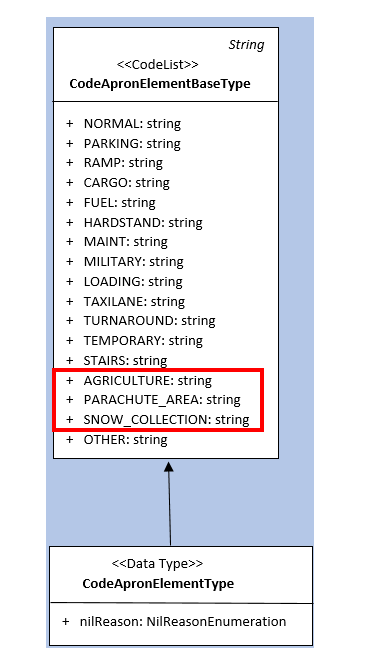 String
<<CodeList>>
CodeApronElementBaseType
+ NORMAL: string
+ PARKING: string
+ RAMP: string
+ CARGO: string
+ FUEL: string
+ HARDSTAND: string
+ MAINT: string
+ MILITARY: string
+ LOADING: string
+ TAXILANE: string
+ TURNAROUND: string
+ TEMPORARY: string
+ STAIRS: string
+ AGRICULTURE: string
+ PARACHUTE_AREA: string
+ SNOW_COLLECTION: string
+ OTHER: string
<<Data Type>>
CodeApronElementType
+ nilReason: NilReasonEnumeration